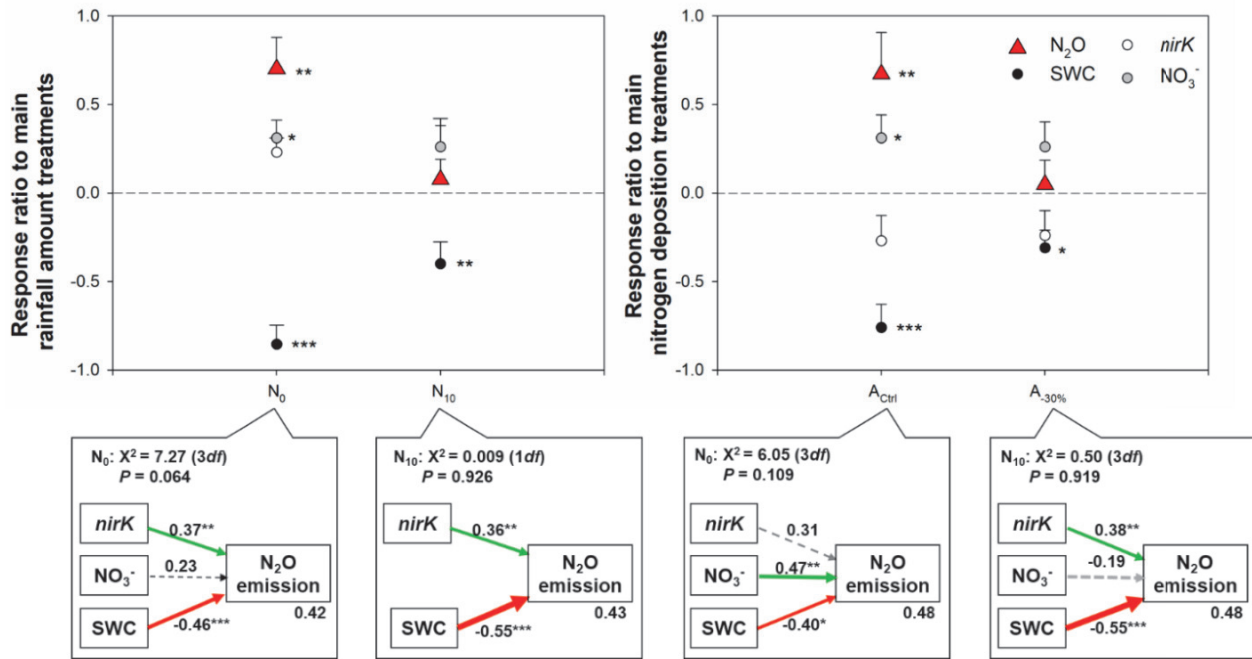 Response ratio to main
rainfall amount treatments
1.0
0.5
0.0
-0.5
-1.0
**
*
***
**
N₀
N₁₀
Response ratio to main
nitrogen deposition treatments
1.0
0.5
0.0
-0.5
-1.0
N₂O
nirK
SWC
NO₃⁻
**
*
***
*
A_Ctrl
A_-30%
N₀: X² = 7.27 (3df)
P = 0.064
nirK
0.37**
NO₃⁻
0.23
SWC
-0.46***
N₂O
emission
0.42
N₁₀: X² = 0.009 (1df)
P = 0.926
nirK
0.36**
SWC
-0.55***
N₂O
emission
0.43
N₀: X² = 6.05 (3df)
P = 0.109
nirK
0.31
NO₃⁻
0.47**
SWC
-0.40*
N₂O
emission
0.48
N₁₀: X² = 0.50 (3df)
P = 0.919
nirK
0.38**
NO₃⁻
-0.19
SWC
-0.55***
N₂O
emission
0.48